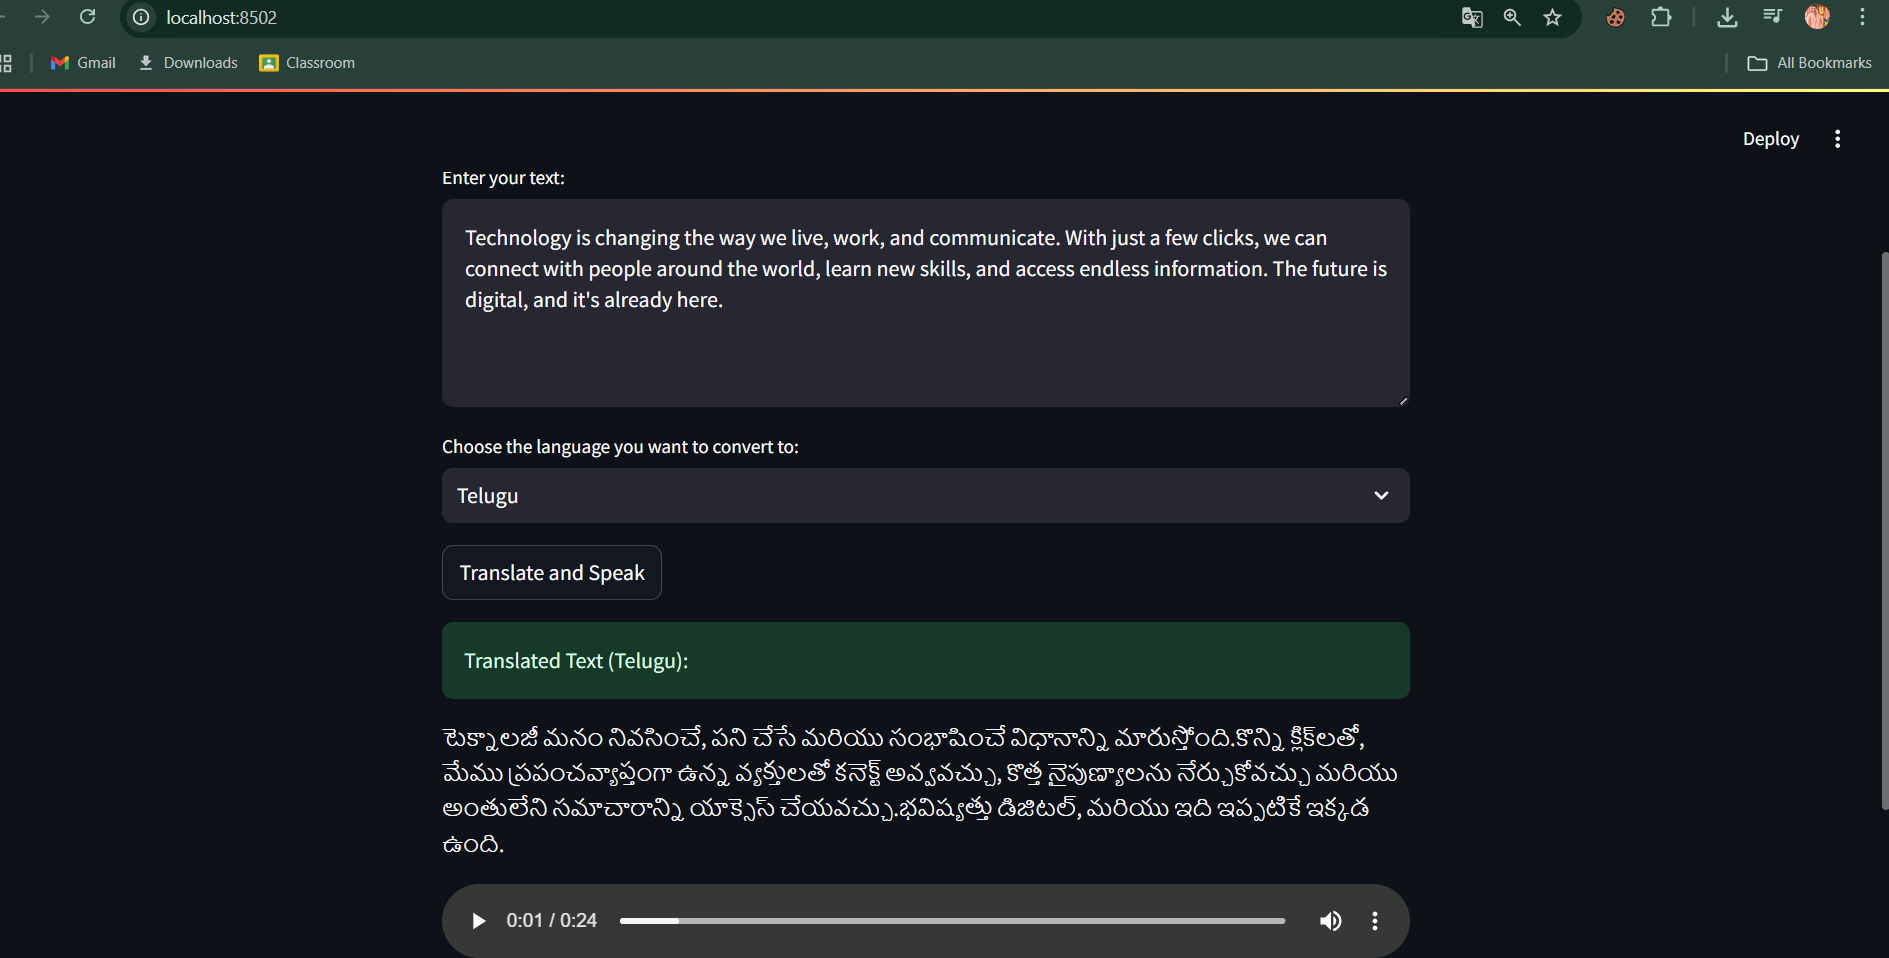 localhost:8502
Gmail
Downloads
Classroom
All Bookmarks
Deploy
Enter your text:
Technology is changing the way we live, work, and communicate. With just a few clicks, we can
connect with people around the world, learn new skills, and access endless information. The future is
digital, and it's already here.
Choose the language you want to convert to:
Telugu
Translate and Speak
Translated Text (Telugu):
టెక్నాలజీ మనం నివసించే, పని చేసే మరియు సంభాషించే విధానాన్ని మారుస్తోంది.కొన్ని క్లిక్‌లతో,
మేము ప్రపంచవ్యాప్తంగా ఉన్న వ్యక్తులతో కనెక్ట్ అవ్వవచ్చు, కొత్త నైపుణ్యాలను నేర్చుకోవచ్చు మరియు
అంతులేని సమాచారాన్ని యాక్సెస్ చేయవచ్చు.భవిష్యత్తు డిజిటల్, మరియు ఇది ఇప్పటికే ఇక్కడ
ఉంది.
0:01 / 0:24